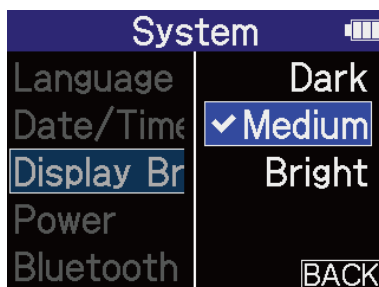 System
Language
Date/Time
Display Br
Power
Bluetooth
Dark
Medium
Bright
BACK